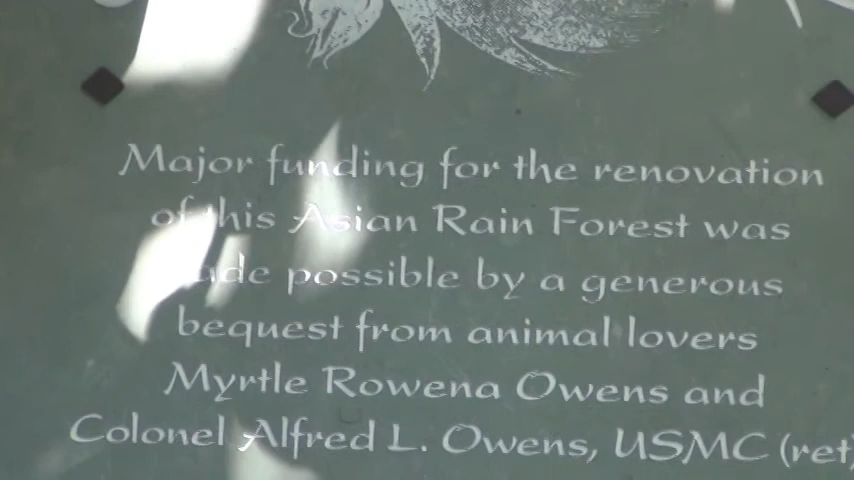 Major funding for the renovation
of this Asian Rain Forest was
made possible by a generous
bequest from animal lovers
Myrtle Rowena Owens and
Colonel Alfred L. Owens, USMC (ret)